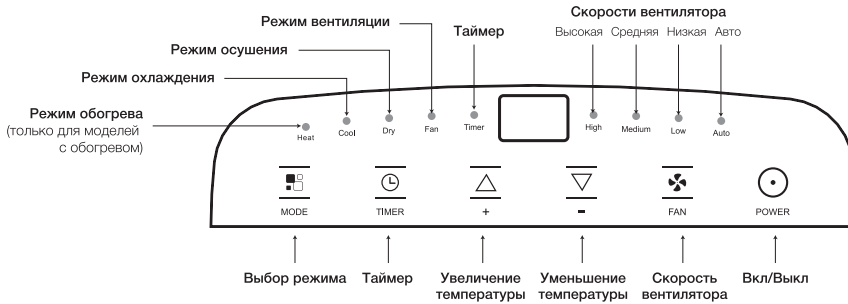 Скорости вентилятора
Режим вентиляции
Таймер
Высокая Средняя Низкая Авто
Режим осушения
Режим охлаждения
Режим обогрева
(только для моделей
с обогревом)
Heat Cool Dry Fan Timer High Medium Low Auto
MODE TIMER + - FAN POWER
Выбор режима Таймер Увеличение Уменьшение Скорость Вкл/Выкл
температуры температуры вентилятора